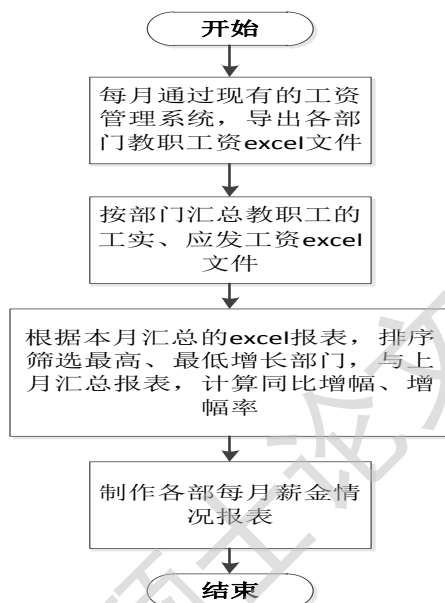 开始
每月通过现有的工资
管理系统，导出各部
门教职工资excel文件
按部门汇总教职工的
工实、应发工资excel
文件
根据本月汇总的excel报表，排序
筛选最高、最低增长部门，与上
月汇总报表，计算同比增幅、增
幅率
制作各部每月薪金情
况报表
结束
硕士论文